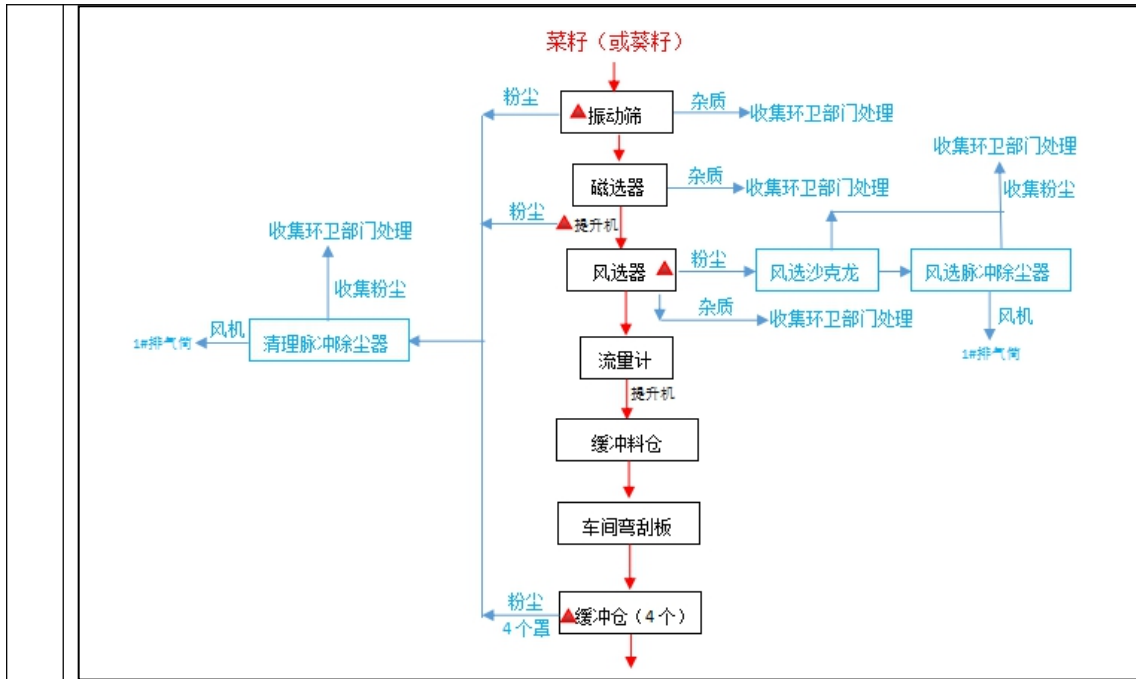 菜籽（或葵籽）
粉尘
振动筛
杂质
收集环卫部门处理
收集环卫部门处理
磁选器
杂质
收集环卫部门处理
收集粉尘
粉尘
提升机
收集环卫部门处理
风选器
粉尘
风选沙克龙
风选脉冲除尘器
收集粉尘
杂质
收集环卫部门处理
风机
1#排气筒
风机
清理脉冲除尘器
1#排气筒
流量计
提升机
缓冲料仓
车间弯刮板
粉尘
4个罩
缓冲仓（4个）